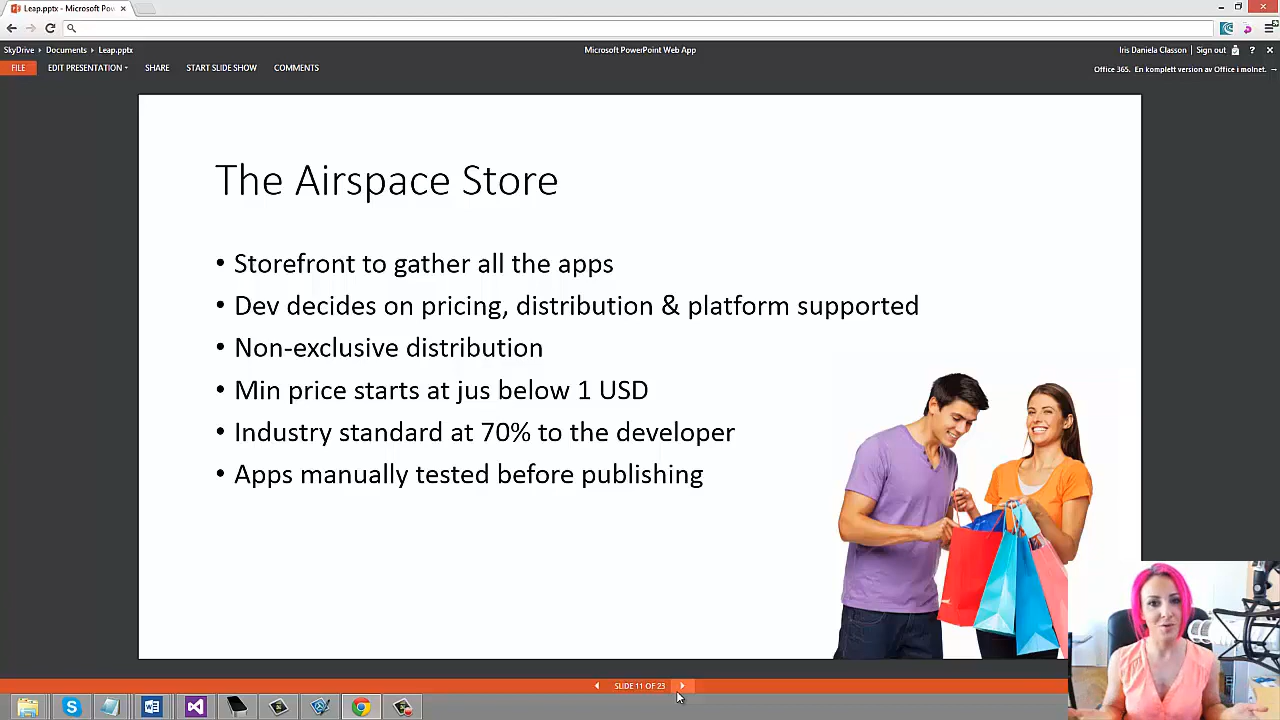 Leap.pptx - Microsoft Pow
SkyDrive Documents Leap.pptx
Microsoft PowerPoint Web App
Iris Daniela Classon Sign out ?
FILE EDIT PRESENTATION SHARE START SLIDE SHOW COMMENTS
Office 365. En komplett version av Office i molnet.
The Airspace Store
• Storefront to gather all the apps
• Dev decides on pricing, distribution & platform supported
• Non-exclusive distribution
• Min price starts at jus below 1 USD
• Industry standard at 70% to the developer
• Apps manually tested before publishing
SLIDE 11 OF 23